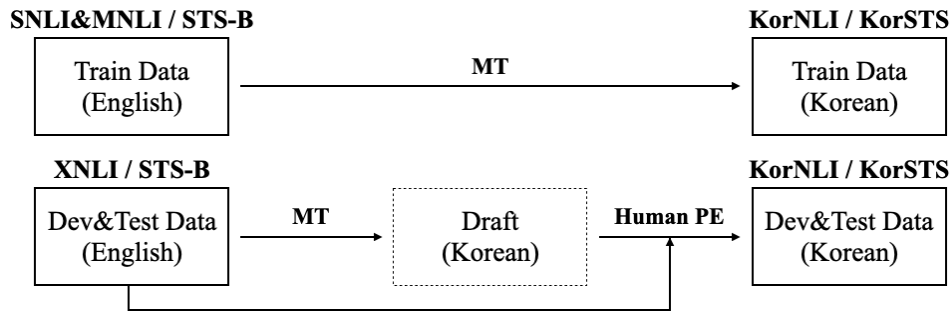 SNLI&MNLI / STS-B
KorNLI / KorSTS
Train Data
(English)
MT
Train Data
(Korean)
XNLI / STS-B
KorNLI / KorSTS
Dev&Test Data
(English)
MT
Draft
(Korean)
Human PE
Dev&Test Data
(Korean)